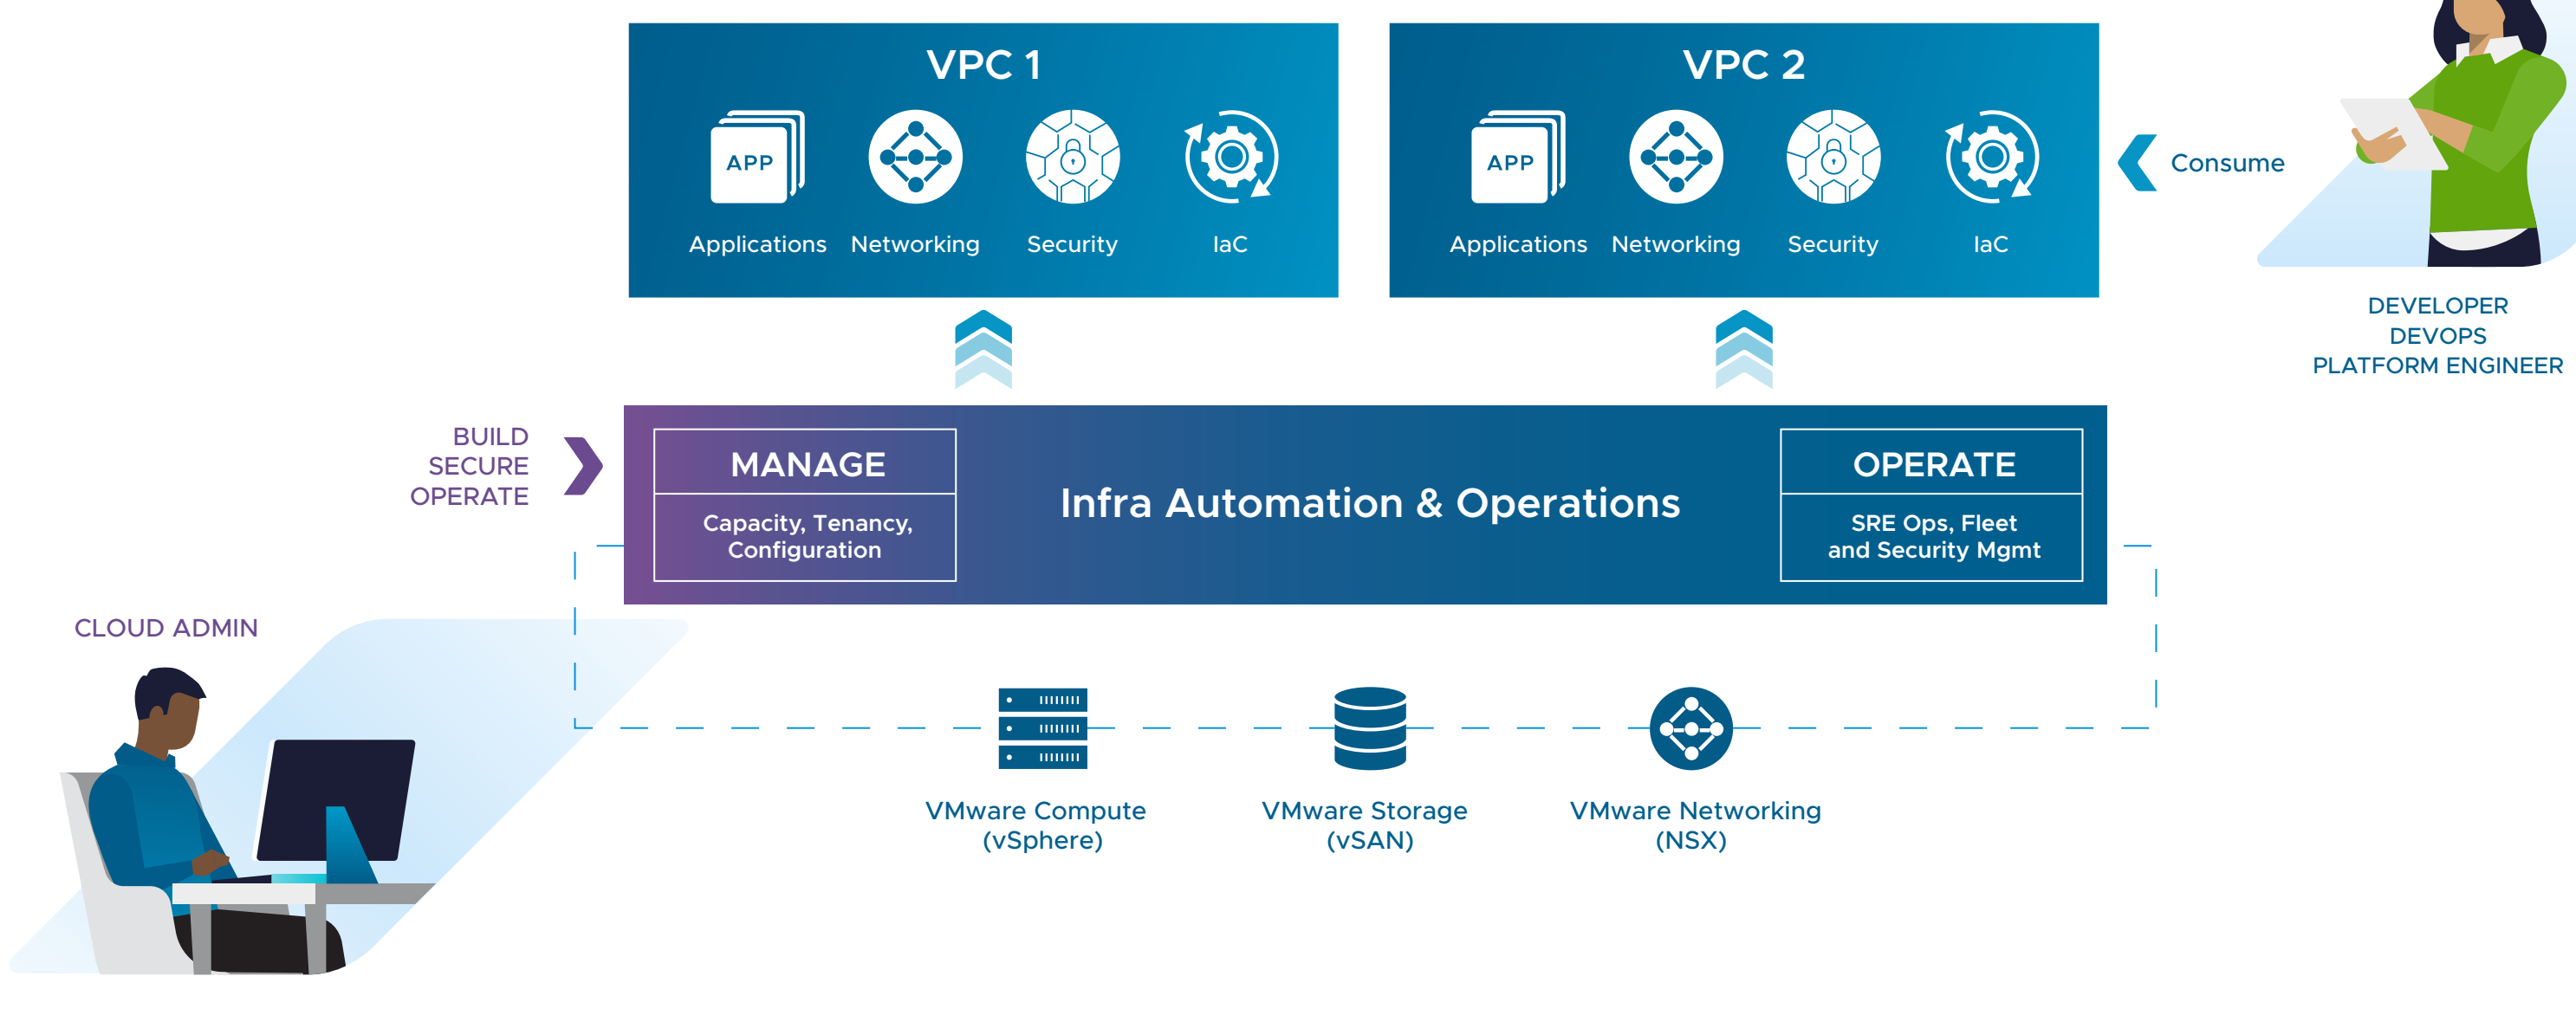 VPC 1
APP
Applications
Networking
Security
IaC
VPC 2
APP
Applications
Networking
Security
IaC
Consume
DEVELOPER
DEVOPS
PLATFORM ENGINEER
BUILD
SECURE
OPERATE
MANAGE
Capacity, Tenancy,
Configuration
Infra Automation & Operations
OPERATE
SRE Ops, Fleet
and Security Mgmt
CLOUD ADMIN
VMware Compute
(vSphere)
VMware Storage
(vSAN)
VMware Networking
(NSX)